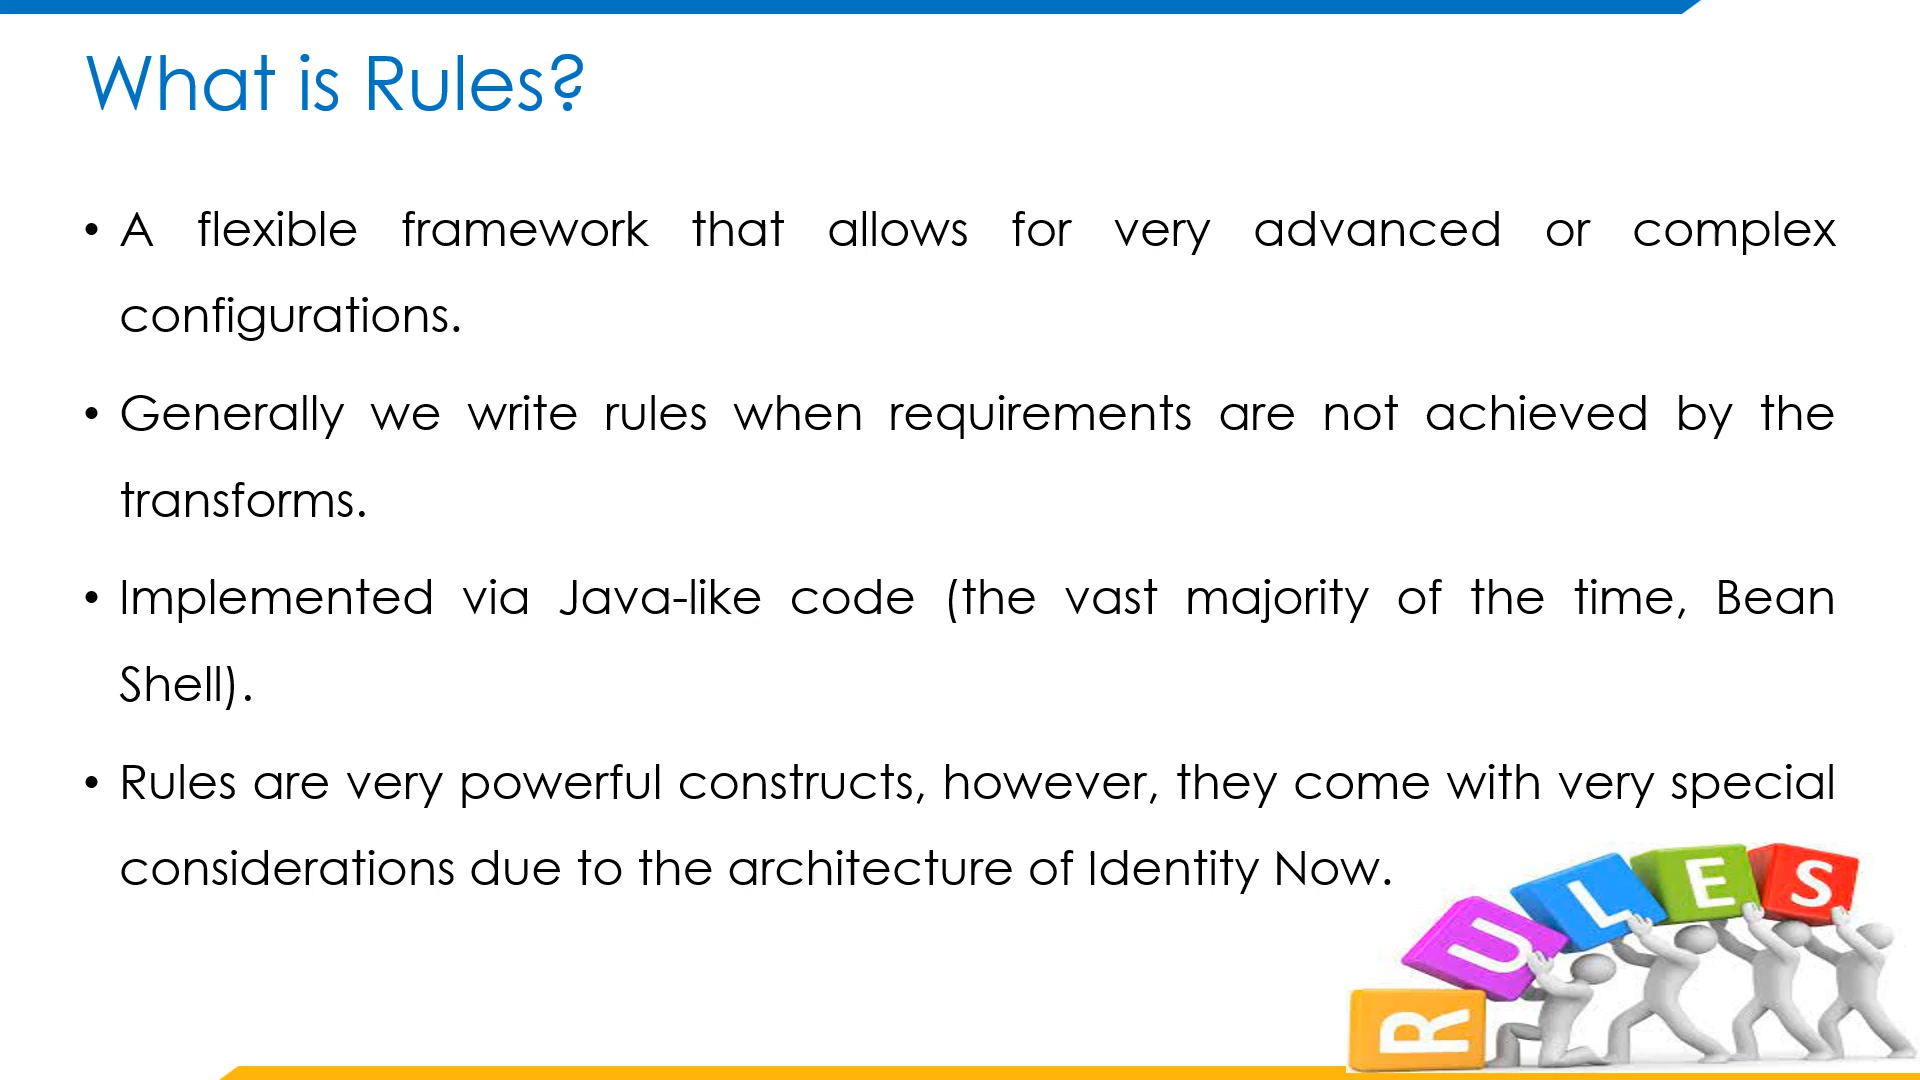 What is Rules?
• A flexible framework that allows for very advanced or complex
configurations.
• Generally we write rules when requirements are not achieved by the
transforms.
• Implemented via Java-like code (the vast majority of the time, Bean
Shell).
• Rules are very powerful constructs, however, they come with very special
considerations due to the architecture of Identity Now.
RULES